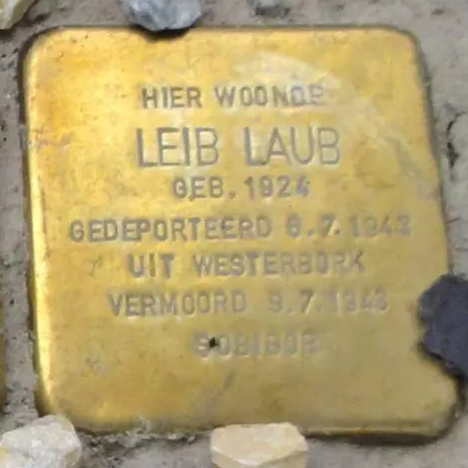 HIER WOONDE
LEIB LAUB
GEB. 1924
GEDEPORTEERD 6.7.1943
UIT WESTERBORK
VERMOORD 9.7.1943
SOBIBOR